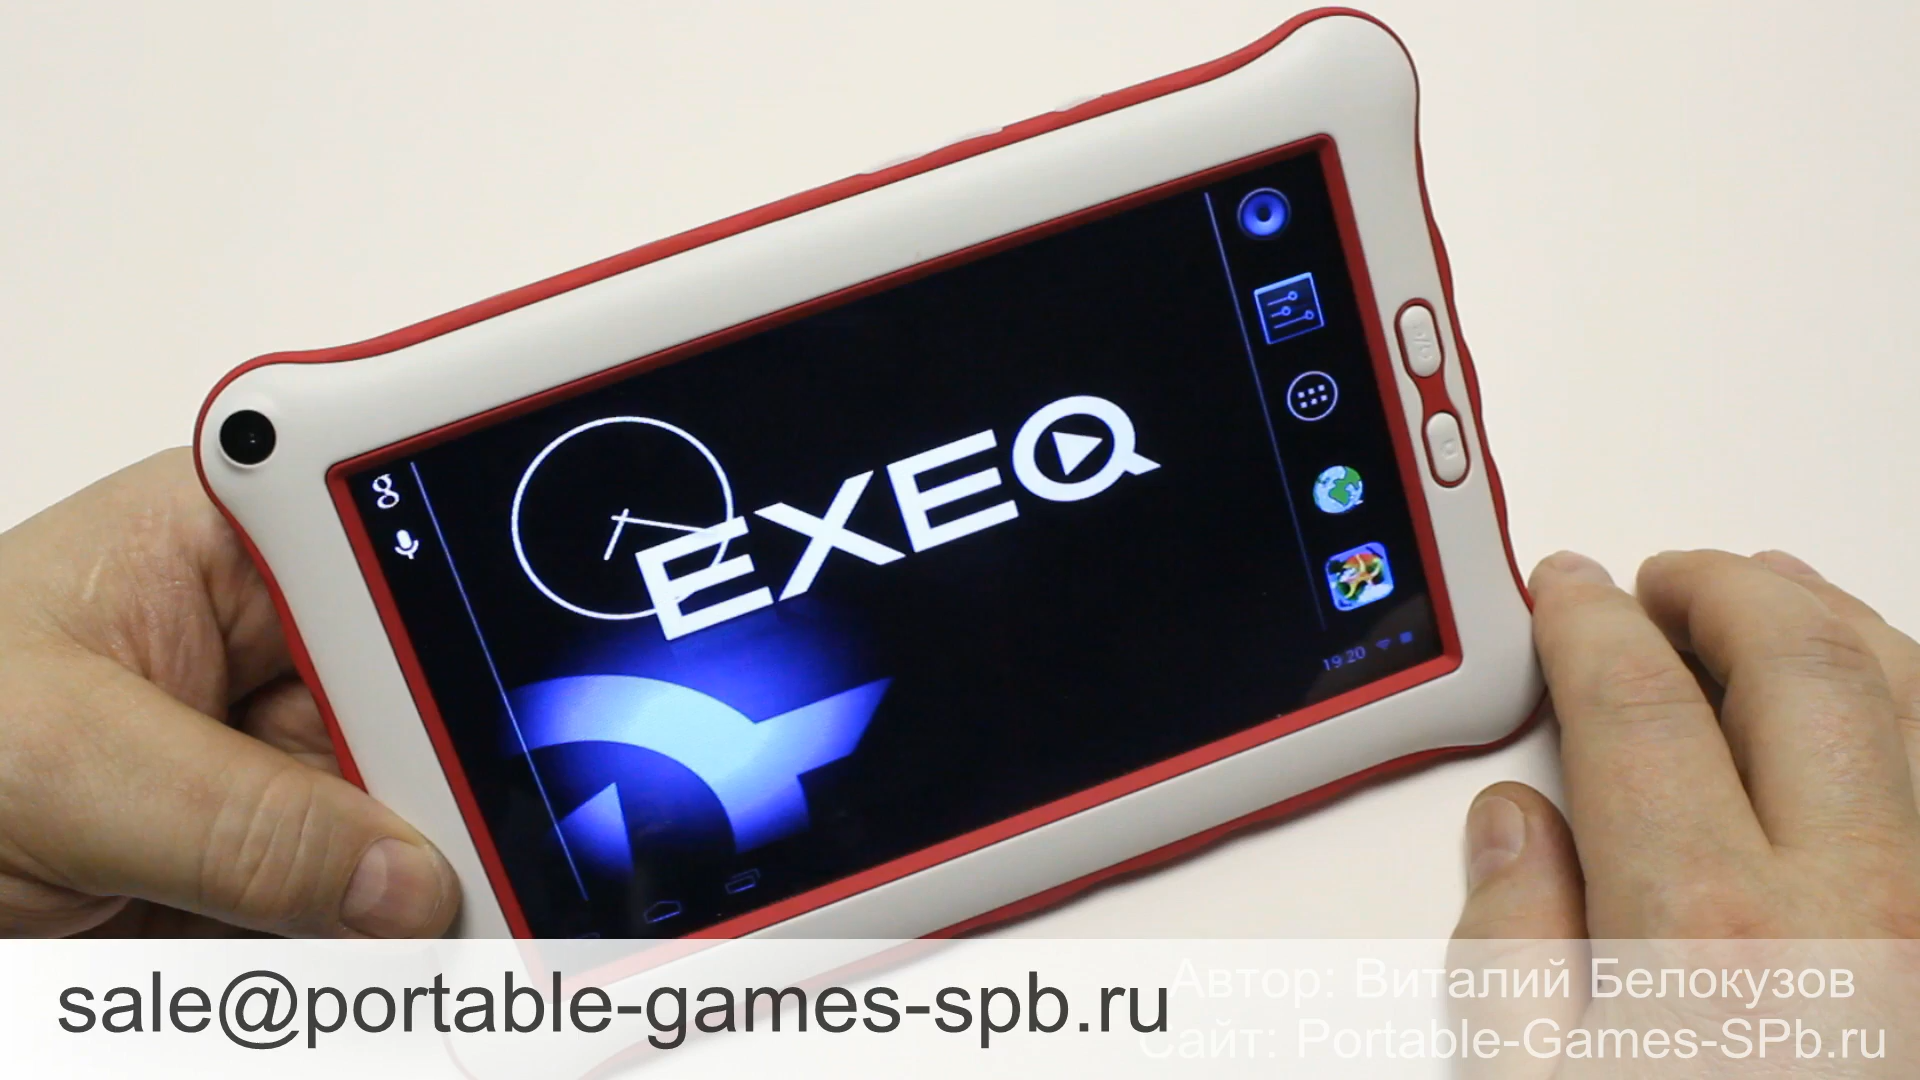 g
EXEQ
19:20
sale@portable-games-spb.ru
Автор: Виталий Белокузов
Сайт: Portable-Games-SPb.ru